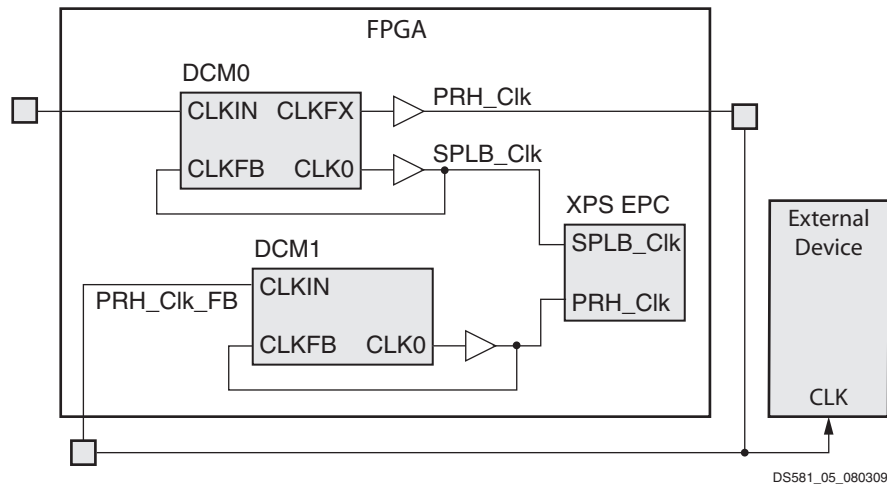 FPGA
DCM0
CLKIN CLKFX
PRH_Clk
CLKFB CLK0
SPLB_Clk
XPS EPC
SPLB_Clk
PRH_Clk
External
Device
CLK
DCM1
CLKIN
PRH_Clk_FB
CLKFB CLK0
DS581_05_080309